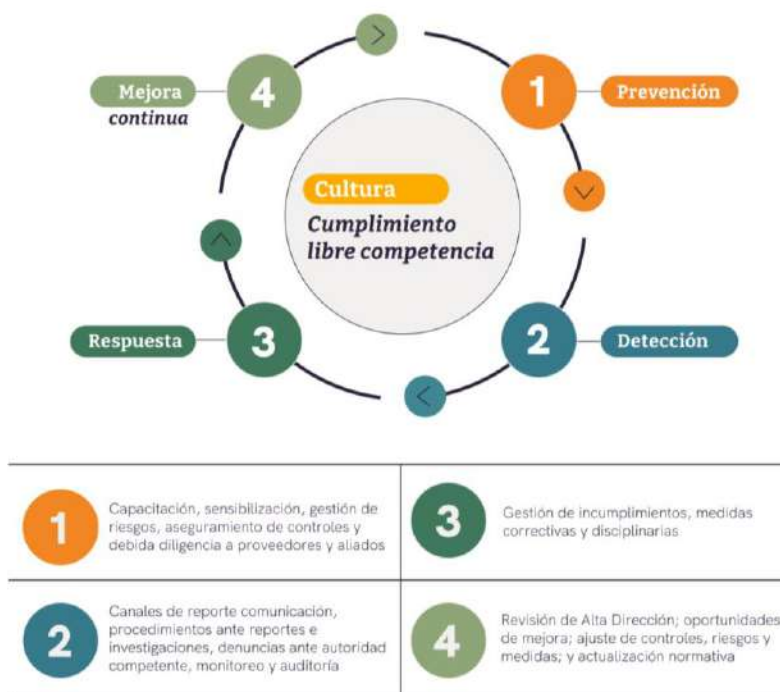 4
1
Mejora
continua
Prevención
Cultura
Cumplimiento
libre competencia
Respuesta
3
2
Detección
1
Capacitación, sensibilización, gestión de
riesgos, aseguramiento de controles y
debida diligencia a proveedores y aliados
3
Gestión de incumplimientos, medidas
correctivas y disciplinarias
2
Canales de reporte comunicación,
procedimientos ante reportes e
investigaciones, denuncias ante autoridad
competente, monitoreo y auditoría
4
Revisión de Alta Dirección; oportunidades
de mejora; ajuste de controles, riesgos y
medidas; y actualización normativa